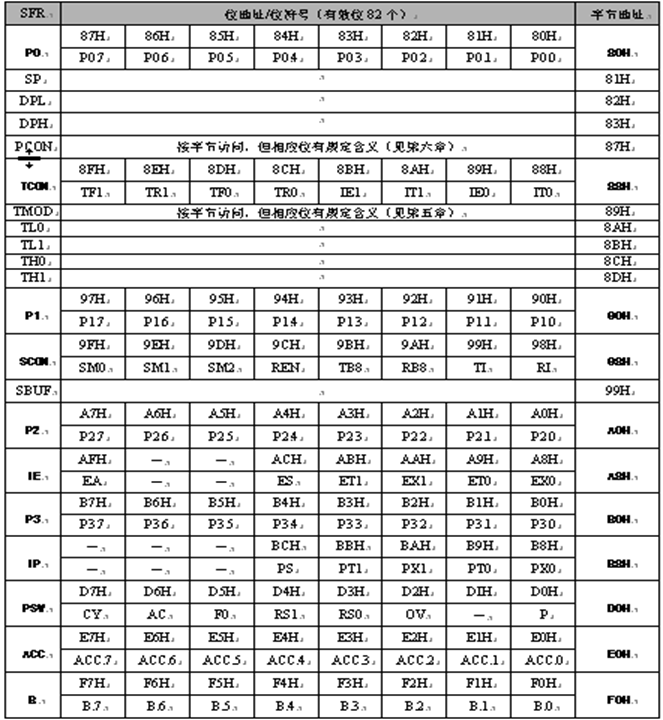 SFR 位地址/位符号（有效位82个） 字节地址
87H 86H 85H 84H 83H 82H 81H 80H
P0 80H
P07 P06 P05 P04 P03 P02 P01 P00
SP 81H
DPL 82H
DPH 83H
PCON 按字节访问，但相应位有规定含义（见第六章） 87H
8FH 8EH 8DH 8CH 8BH 8AH 89H 88H
TCON 88H
TF1 TR1 TF0 TR0 IE1 IT1 IE0 IT0
TMOD 按字节访问，但相应位有规定含义（见第五章） 89H
TL0 8AH
TL1 8BH
TH0 8CH
TH1 8DH
97H 96H 95H 94H 93H 92H 91H 90H
P1 90H
P17 P16 P15 P14 P13 P12 P11 P10
9FH 9EH 9DH 9CH 9BH 9AH 99H 98H
SCON 98H
SM0 SM1 SM2 REN TB8 RB8 TI RI
SBUF 99H
A7H A6H A5H A4H A3H A2H A1H A0H
P2 A0H
P27 P26 P25 P24 P23 P22 P21 P20
AFH — — ACH ABH AAH A9H A8H
IE A8H
EA — — ES ET1 EX1 ET0 EX0
B7H B6H B5H B4H B3H B2H B1H B0H
P3 B0H
P37 P36 P35 P34 P33 P32 P31 P30
— — — BCH BBH BAH B9H B8H
IP B8H
— — — PS PT1 PX1 PT0 PX0
D7H D6H D5H D4H D3H D2H DIH D0H
PSW D0H
CY AC F0 RS1 RS0 OV — P
E7H E6H E5H E4H E3H E2H E1H E0H
ACC E0H
ACC.7 ACC.6 ACC.5 ACC.4 ACC.3 ACC.2 ACC.1 ACC.0
F7H F6H F5H F4H F3H F2H F1H F0H
B F0H
B.7 B.6 B.5 B.4 B.3 B.2 B.1 B.0